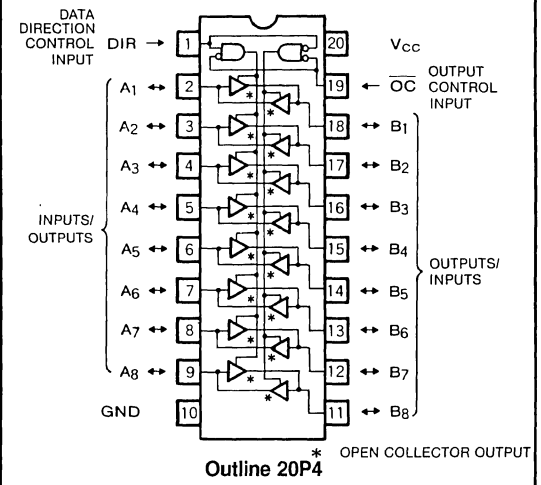 DATA
DIRECTION
CONTROL
INPUT
DIR → 1
20 VCC
A1 ↔ 2
19 ← OC OUTPUT
CONTROL
INPUT
A2 ↔ 3
18 ↔ B1
A3 ↔ 4
17 ↔ B2
A4 ↔ 5
16 ↔ B3
INPUTS/
OUTPUTS
A5 ↔ 6
15 ↔ B4
OUTPUTS/
INPUTS
A6 ↔ 7
14 ↔ B5
A7 ↔ 8
13 ↔ B6
A8 ↔ 9
12 ↔ B7
GND 10
11 ↔ B8
* OPEN COLLECTOR OUTPUT
Outline 20P4